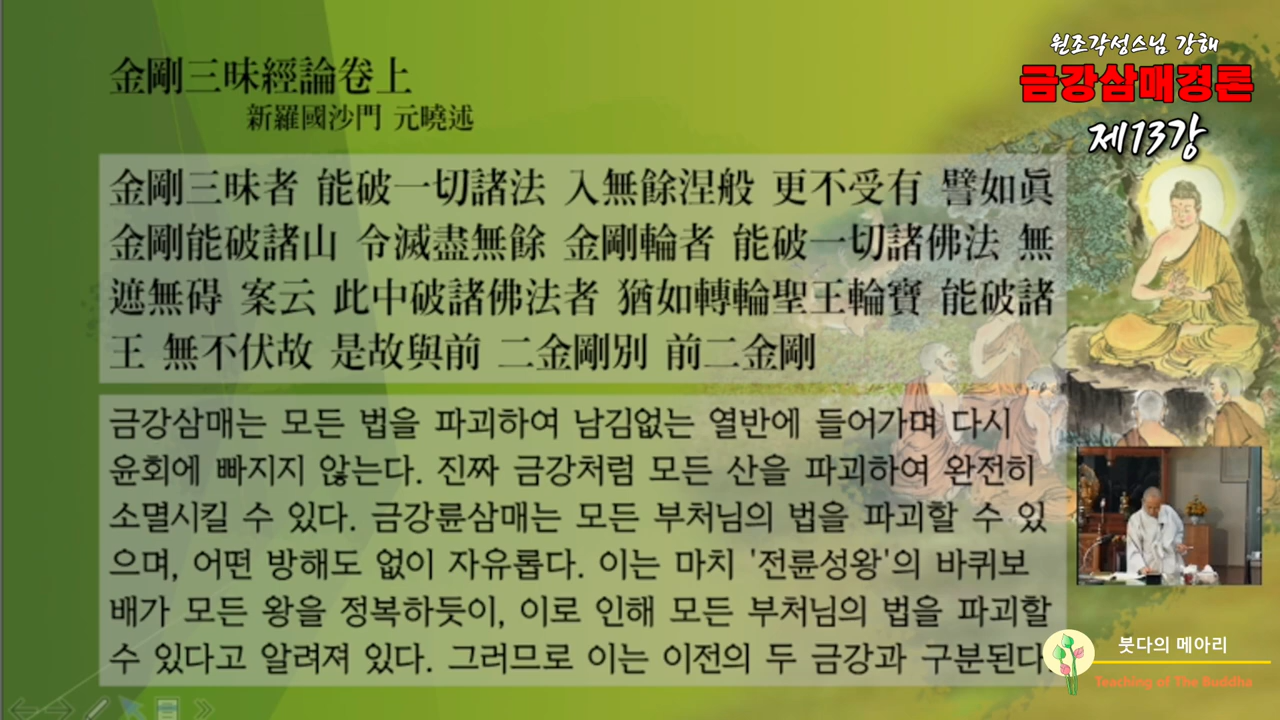 金剛三昧經論卷上
新羅國沙門 元曉述
金剛三昧者 能破一切諸法 入無餘涅般 更不受有 譬如眞
金剛能破諸山 令滅盡無餘 金剛輪者 能破一切諸佛法 無
遮無碍 案云 此中破諸佛法者 猶如轉輪聖王輪寶 能破諸
王 無不伏故 是故與前 二金剛別 前二金剛
금강삼매는 모든 법을 파괴하여 남김없는 열반에 들어가며 다시
윤회에 빠지지 않는다. 진짜 금강처럼 모든 산을 파괴하여 완전히
소멸시킬 수 있다. 금강륜삼매는 모든 부처님의 법을 파괴할 수 있
으며, 어떤 방해도 없이 자유롭다. 이는 마치 '전륜성왕'의 바퀴보
배가 모든 왕을 정복하듯이, 이로 인해 모든 부처님의 법을 파괴할
수 있다고 알려져 있다. 그러므로 이는 이전의 두 금강과 구분된다.
원조각성스님 강해
금강삼매경론
제13강
붓다의 메아리
Teaching of The Buddha